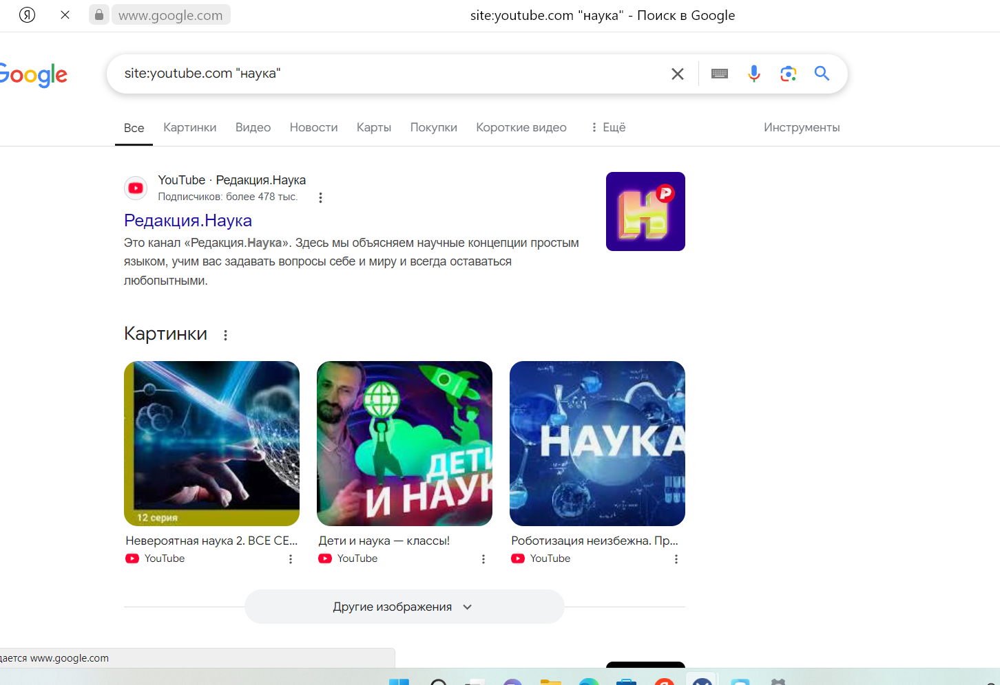 Я
www.google.com
site:youtube.com "наука" - Поиск в Google
Google
site:youtube.com "наука"
Все
Картинки
Видео
Новости
Карты
Покупки
Короткие видео
Ещё
Инструменты
YouTube · Редакция.Наука
Подписчиков: более 478 тыс.
Редакция.Наука
Это канал «Редакция.Наука». Здесь мы объясняем научные концепции простым
языком, учим вас задавать вопросы себе и миру и всегда оставаться
любопытными.
Н
Р
Картинки
12 серия
ДЕТИ
И НАУК
НАУКА
Невероятная наука 2. ВСЕ СЕ...
Дети и наука — классы!
Роботизация неизбежна. Пр...
YouTube
YouTube
YouTube
Другие изображения
дается www.google.com